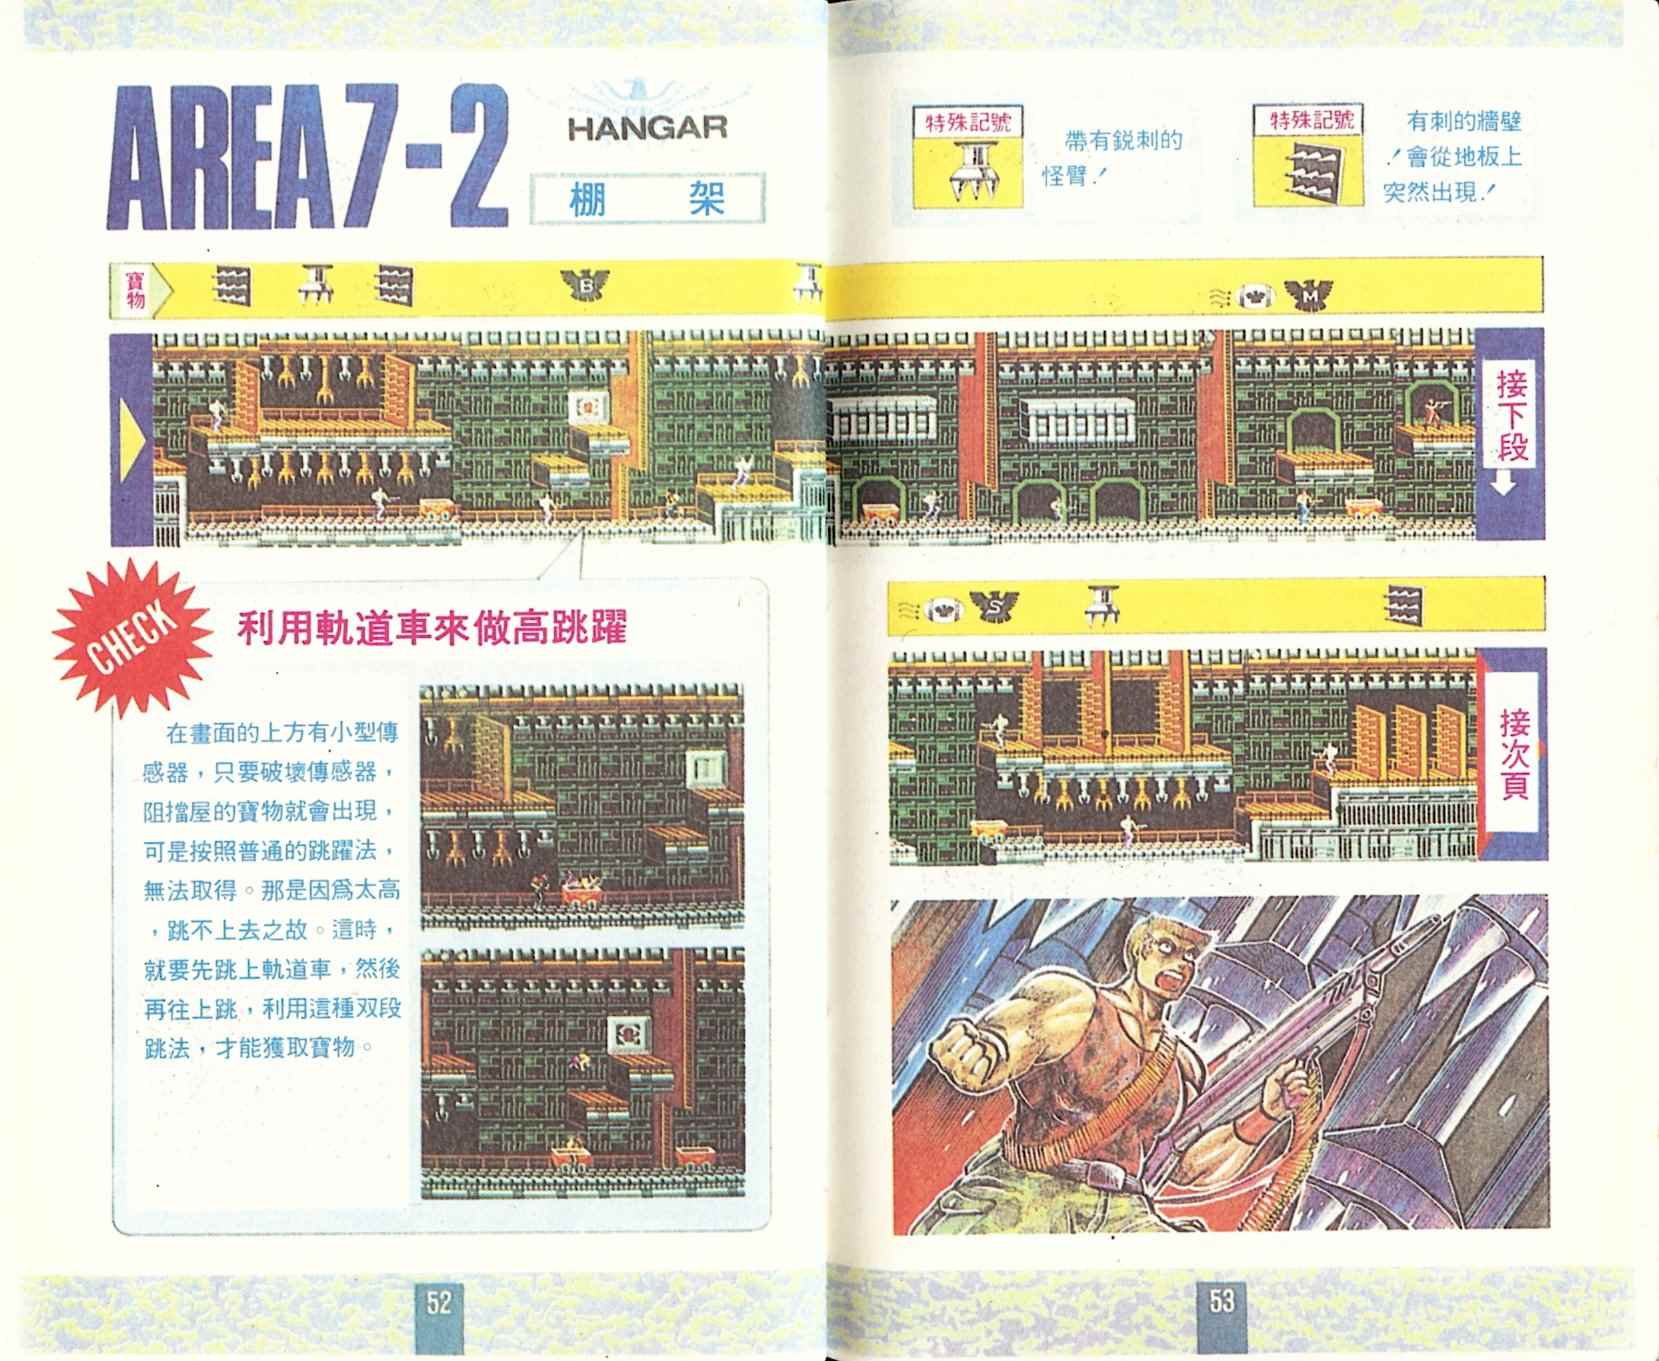 AREA 7-2
HANGAR
棚架
特殊記號
帶有銳刺的
怪臂！
特殊記號
有刺的牆壁
！會從地板上
突然出現！
寶物
B
M
接下段
CHECK
利用軌道車來做高跳躍
在畫面的上方有小型傳
感器，只要破壞傳感器，
阻擋屋的寶物就會出現，
可是按照普通的跳躍法，
無法取得。那是因為太高
，跳不上去之故。這時，
就要先跳上軌道車，然後
再往上跳，利用這種双段
跳法，才能獲取寶物。
S
接次頁
52
53